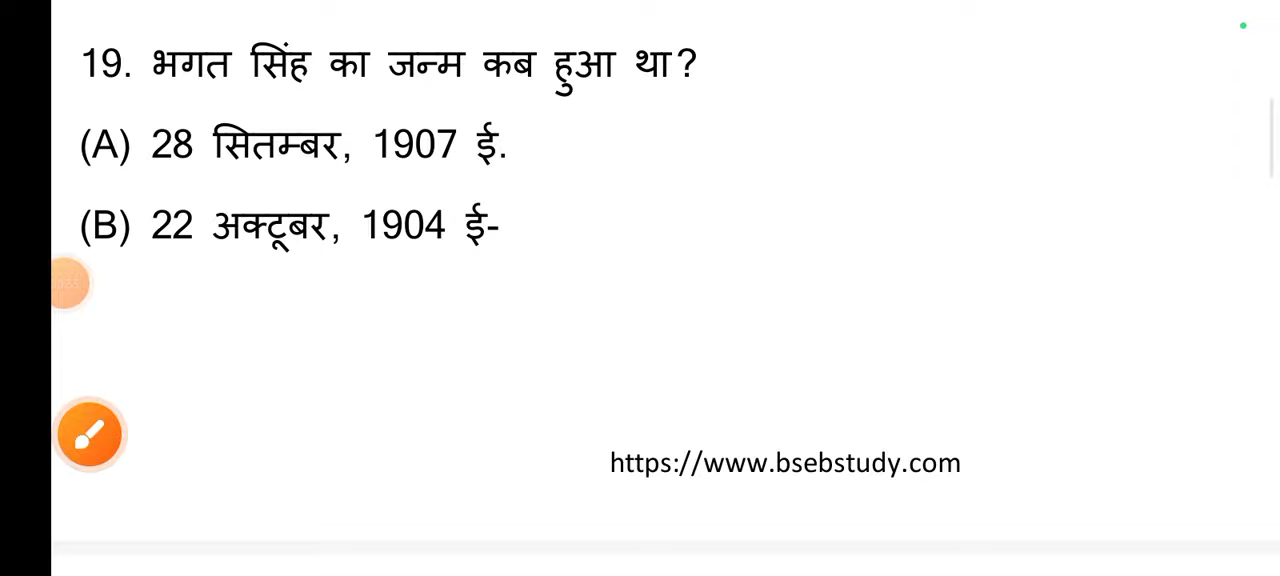 19. भगत सिंह का जन्म कब हुआ था?
(A) 28 सितम्बर, 1907 ई.
(B) 22 अक्टूबर, 1904 ई-
https://www.bsebstudy.com